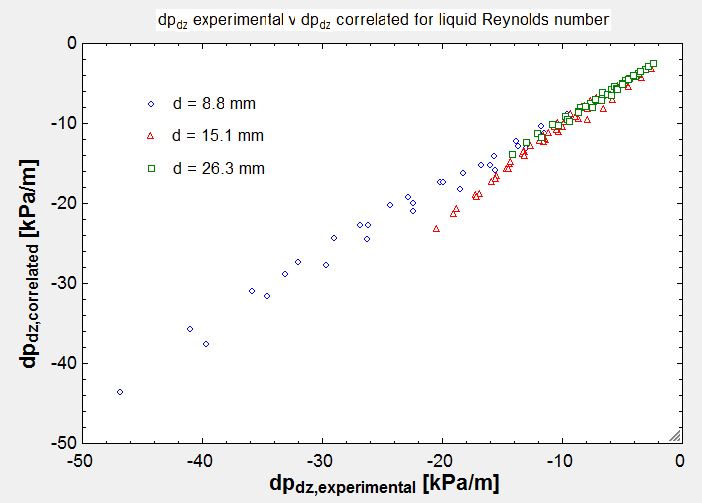 dpdz experimental v dpdz correlated for liquid Reynolds number
0
-10
-20
-30
-40
-50
dpdz,correlated [kPa/m]
d = 8.8 mm
d = 15.1 mm
d = 26.3 mm
-50 -40 -30 -20 -10 0
dpdz,experimental [kPa/m]